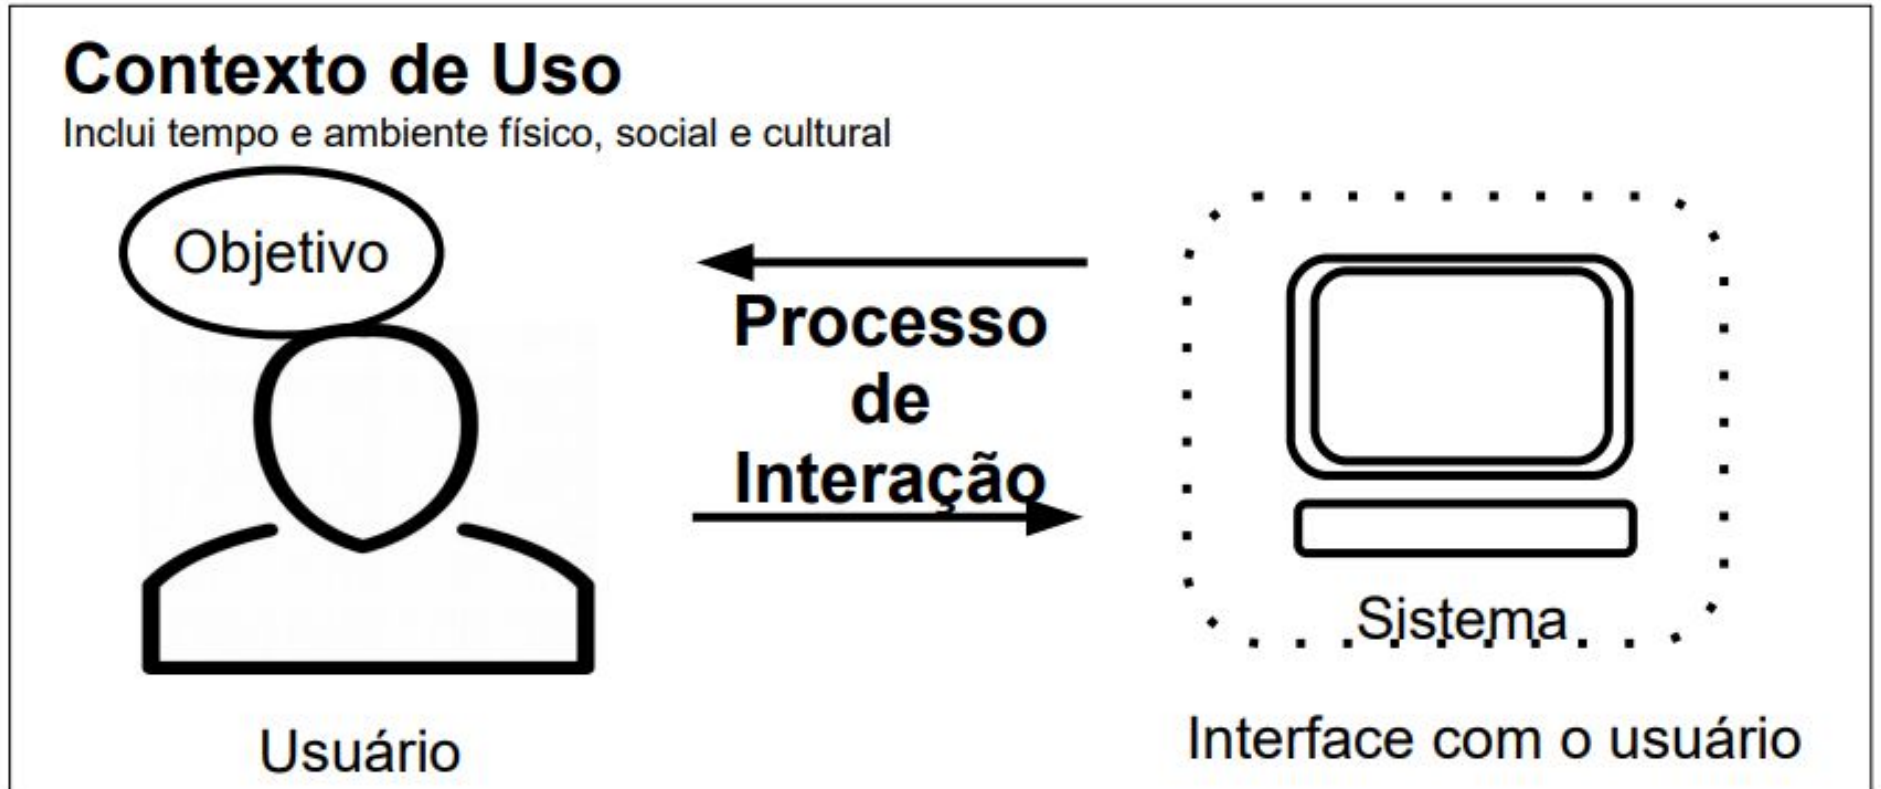 Contexto de Uso
Inclui tempo e ambiente físico, social e cultural
Objetivo
Processo
de
Interação
Sistema
Usuário
Interface com o usuário